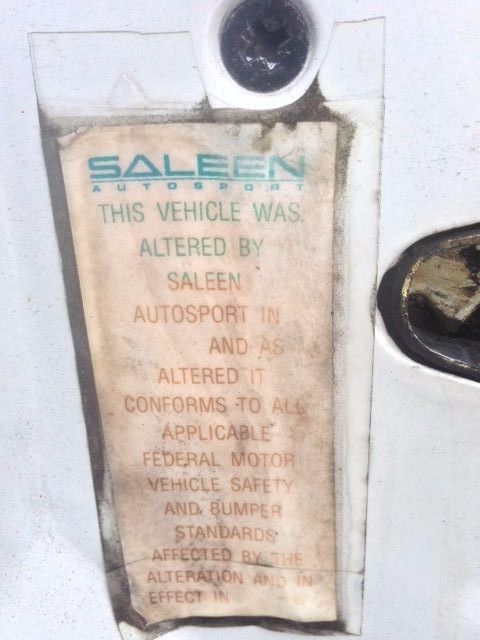 SALEEN
AUTOSPORT
THIS VEHICLE WAS
ALTERED BY
SALEEN
AUTOSPORT IN
AND AS
ALTERED IT
CONFORMS TO ALL
APPLICABLE
FEDERAL MOTOR
VEHICLE SAFETY
AND BUMPER
STANDARDS
AFFECTED BY THE
ALTERATION AND IN
EFFECT IN